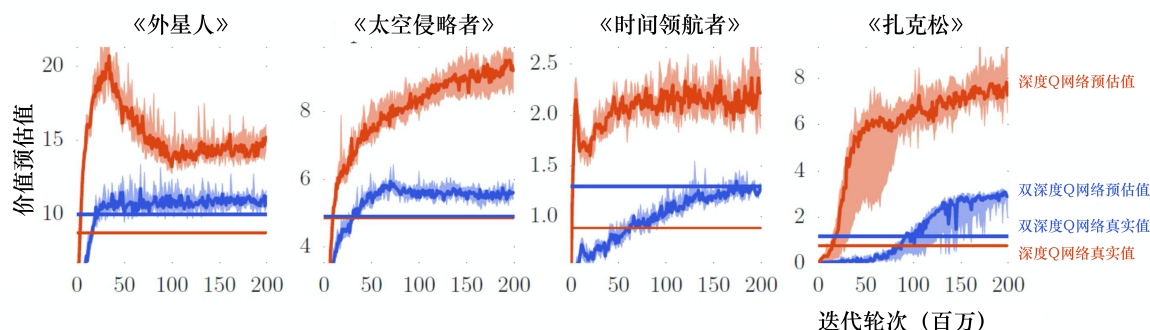 《外星人》
《太空侵略者》
《时间领航者》
《扎克松》
价值预估值
20
15
10
0 50 100 150 200
8
6
4
0 50 100 150 200
2.5
2.0
1.5
1.0
0 50 100 150 200
8
6
4
2
0
0 50 100 150 200
深度Q网络预估值
双深度Q网络预估值
双深度Q网络真实值
深度Q网络真实值
迭代轮次（百万）